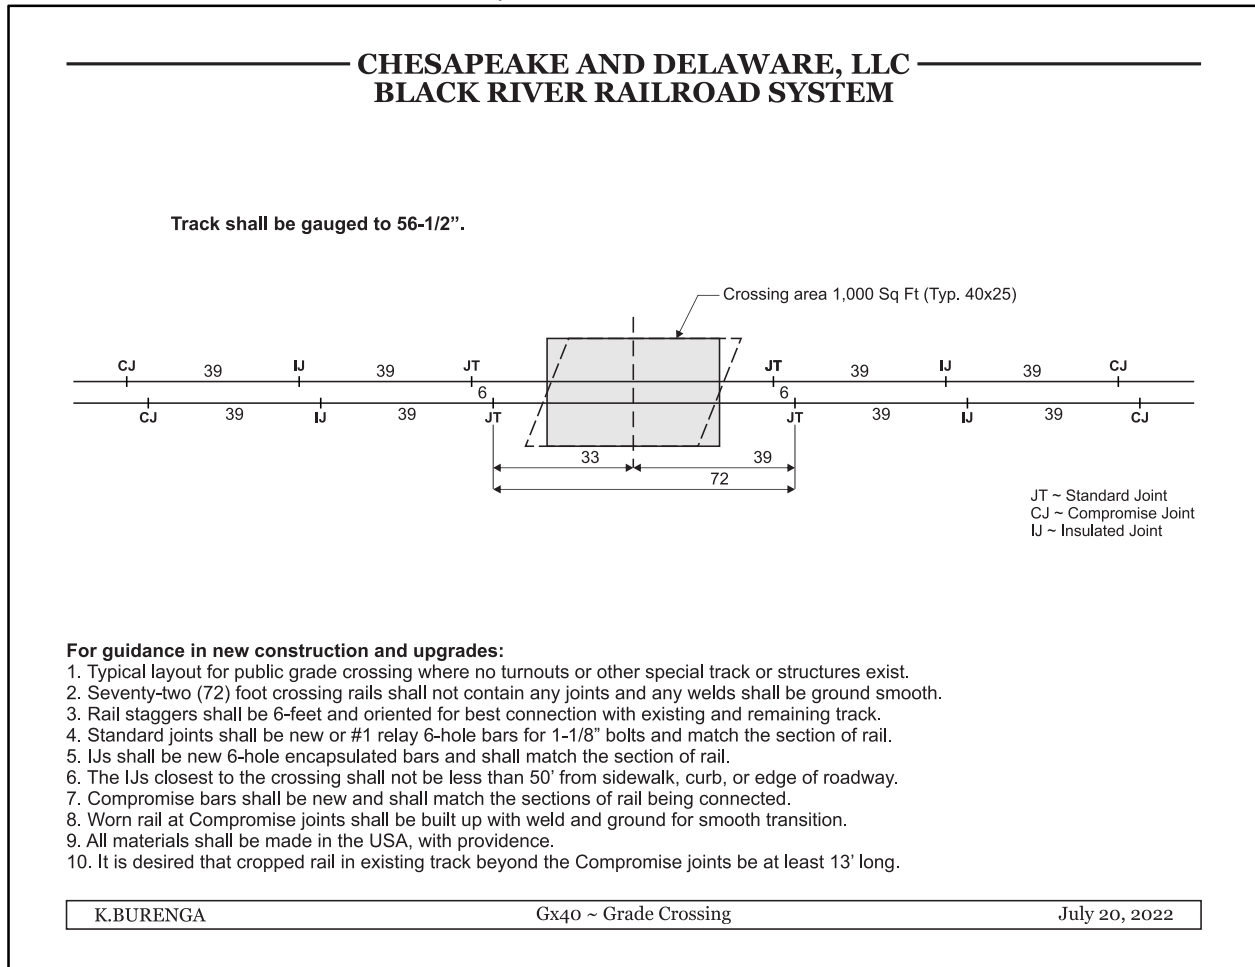 CHESAPEAKE AND DELAWARE, LLC
BLACK RIVER RAILROAD SYSTEM
Track shall be gauged to 56-1/2”.
Crossing area 1,000 Sq Ft (Typ. 40x25)
CJ 39 IJ 39 JT JT 39 IJ 39 CJ
6 6
CJ 39 IJ 39 JT JT 39 IJ 39 CJ
33 39
72
JT ~ Standard Joint
CJ ~ Compromise Joint
IJ ~ Insulated Joint
For guidance in new construction and upgrades:
1. Typical layout for public grade crossing where no turnouts or other special track or structures exist.
2. Seventy-two (72) foot crossing rails shall not contain any joints and any welds shall be ground smooth.
3. Rail staggers shall be 6-feet and oriented for best connection with existing and remaining track.
4. Standard joints shall be new or #1 relay 6-hole bars for 1-1/8” bolts and match the section of rail.
5. IJs shall be new 6-hole encapsulated bars and shall match the section of rail.
6. The IJs closest to the crossing shall not be less than 50’ from sidewalk, curb, or edge of roadway.
7. Compromise bars shall be new and shall match the sections of rail being connected.
8. Worn rail at Compromise joints shall be built up with weld and ground for smooth transition.
9. All materials shall be made in the USA, with providence.
10. It is desired that cropped rail in existing track beyond the Compromise joints be at least 13’ long.
K.BURENGA Gx40 ~ Grade Crossing July 20, 2022